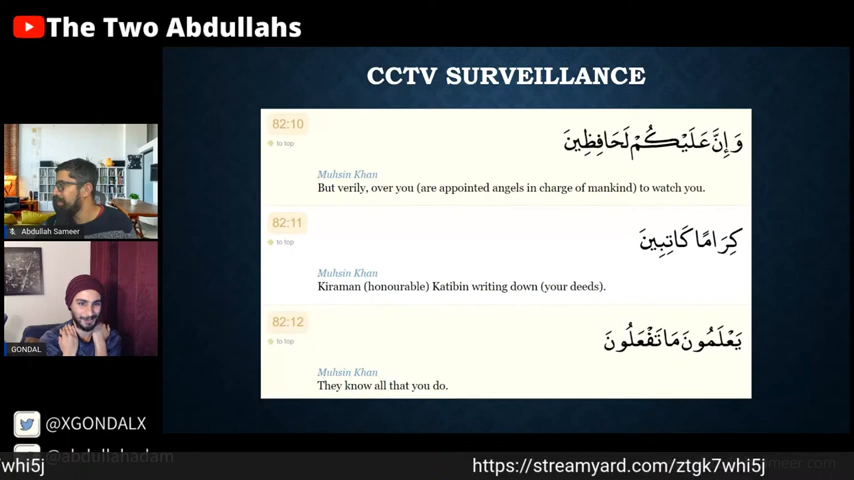 The Two Abdullahs
CCTV SURVEILLANCE
82:10
وَإِنَّ عَلَيْكُمْ لَحَافِظِينَ
to top
Muhsin Khan
But verily, over you (are appointed angels in charge of mankind) to watch you.
82:11
كِرَامًا كَاتِبِينَ
to top
Muhsin Khan
Kiraman (honourable) Katibin writing down (your deeds).
82:12
يَعْلَمُونَ مَا تَفْعَلُونَ
to top
Muhsin Khan
They know all that you do.
Abdullah Sameer
GONDAL
@XGONDALX
@abdullahadam
whi5j
https://streamyard.com/ztgk7whi5j